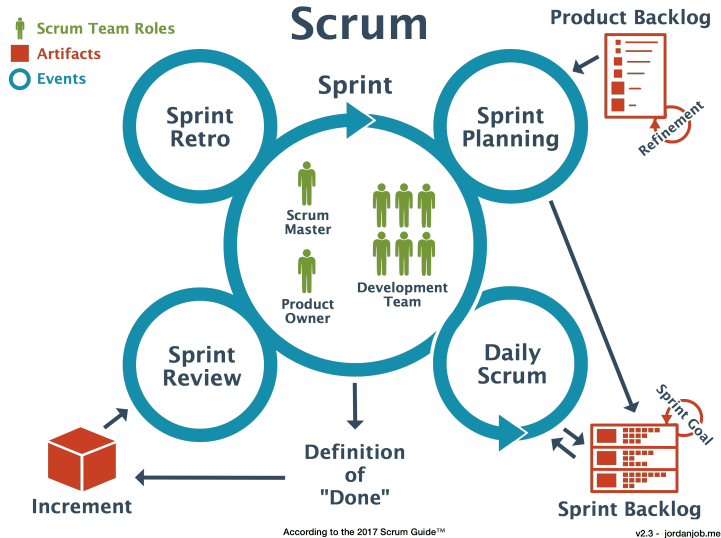 Scrum
Scrum Team Roles
Artifacts
Events
Product Backlog
Refinement
Sprint
Sprint
Retro
Sprint
Planning
Scrum
Master
Product
Owner
Development
Team
Sprint
Review
Daily
Scrum
Sprint Goal
Sprint Backlog
Definition
of
"Done"
Increment
According to the 2017 Scrum Guide™
v2.3 - jordanjob.me